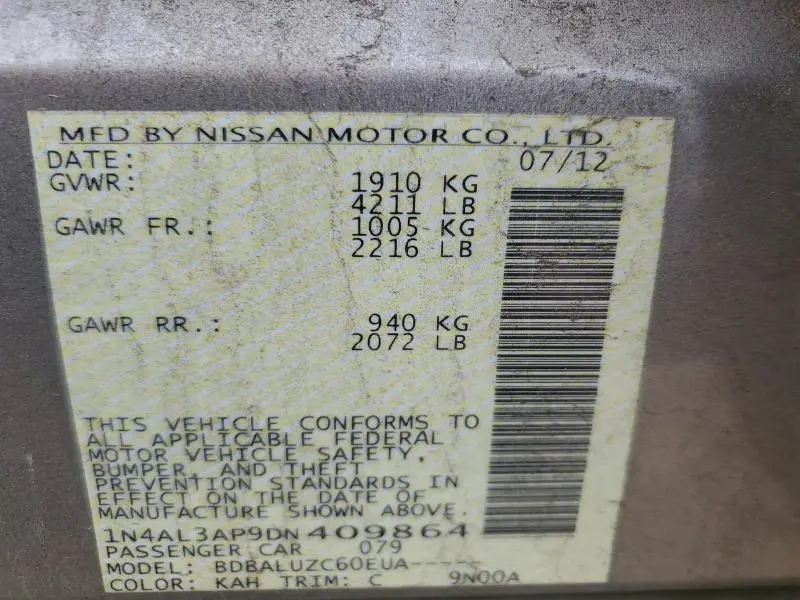 MFD BY NISSAN MOTOR CO., LTD.
DATE: 07/12
GVWR: 1910 KG
4211 LB
GAWR FR.: 1005 KG
2216 LB
GAWR RR.: 940 KG
2072 LB
THIS VEHICLE CONFORMS TO
ALL APPLICABLE FEDERAL
MOTOR VEHICLE SAFETY,
BUMPER, AND THEFT
PREVENTION STANDARDS IN
EFFECT ON THE DATE OF
MANUFACTURE SHOWN ABOVE.
1N4AL3AP9DN409864
PASSENGER CAR 079
MODEL: BDBALUZC60EUA-----
COLOR: KAH TRIM: C 9N00A